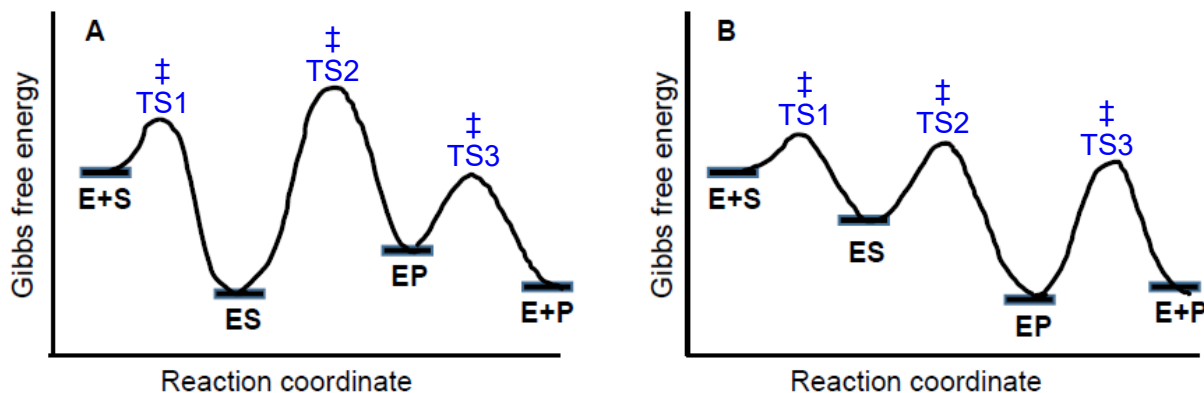 A
‡
TS1
‡
TS2
‡
TS3
E+S
ES
EP
E+P
Gibbs free energy
Reaction coordinate
B
‡
TS1
‡
TS2
‡
TS3
E+S
ES
EP
E+P
Gibbs free energy
Reaction coordinate